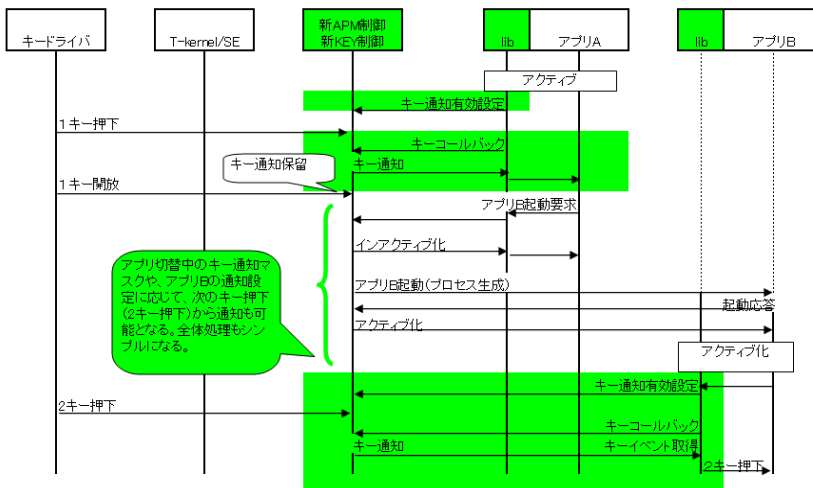 キードライバ
T-kernel/SE
新APM制御
新KEY制御
lib
アプリA
lib
アプリB
アクティブ
キー通知有効設定
1キー押下
キーコールバック
キー通知
キー通知保留
1キー開放
アプリB起動要求
インアクティブ化
アプリ切替中のキー通知マ
スクや、アプリBの通知設
定に応じて、次のキー押下
(2キー押下)から通知も可
能となる。全体処理もシン
プルになる。
アプリB起動(プロセス生成)
起動応答
アクティブ化
アクティブ化
キー通知有効設定
2キー押下
キーコールバック
キー通知
キーイベント取得
2キー押下